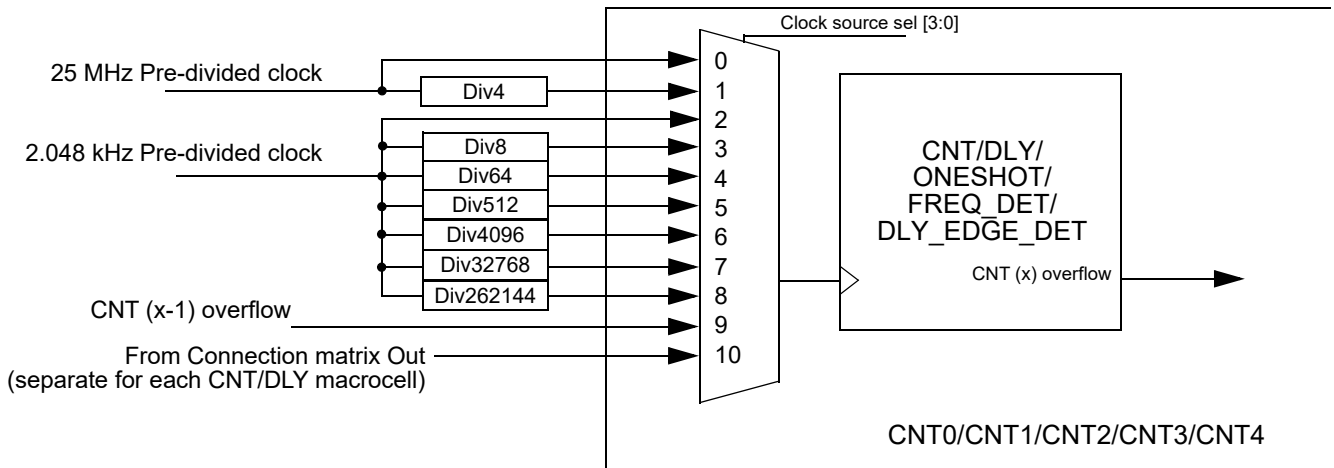 Clock source sel [3:0]
25 MHz Pre-divided clock
Div4
2.048 kHz Pre-divided clock
Div8
Div64
Div512
Div4096
Div32768
Div262144
CNT (x-1) overflow
From Connection matrix Out
(separate for each CNT/DLY macrocell)
0
1
2
3
4
5
6
7
8
9
10
CNT/DLY/
ONESHOT/
FREQ_DET/
DLY_EDGE_DET
CNT (x) overflow
CNT0/CNT1/CNT2/CNT3/CNT4